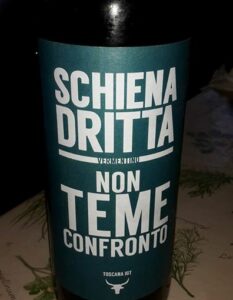 SCHIENA
DRITTA
VERMENTINO
NON
TEME
CONFRONTO
TOSCANA IGT